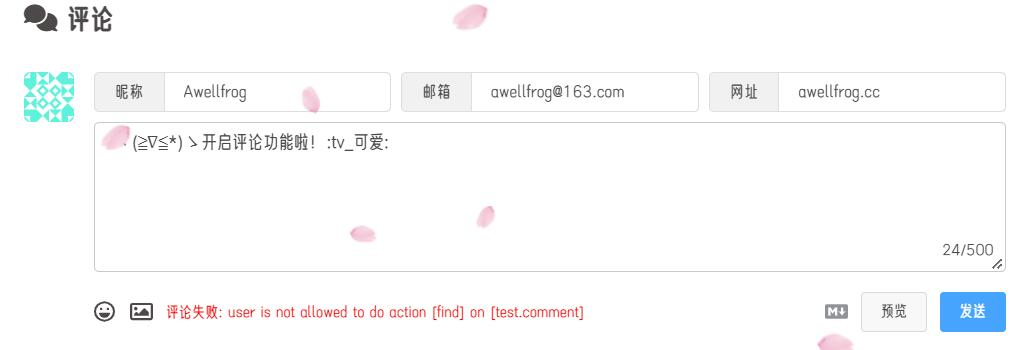 评论
昵称 Awellfrog 邮箱 awellfrog@163.com 网址 awellfrog.cc
(≧∇≦*)ゝ开启评论功能啦！ :tv_可爱:
24/500
评论失败: user is not allowed to do action [find] on [test.comment] M 预览 发送